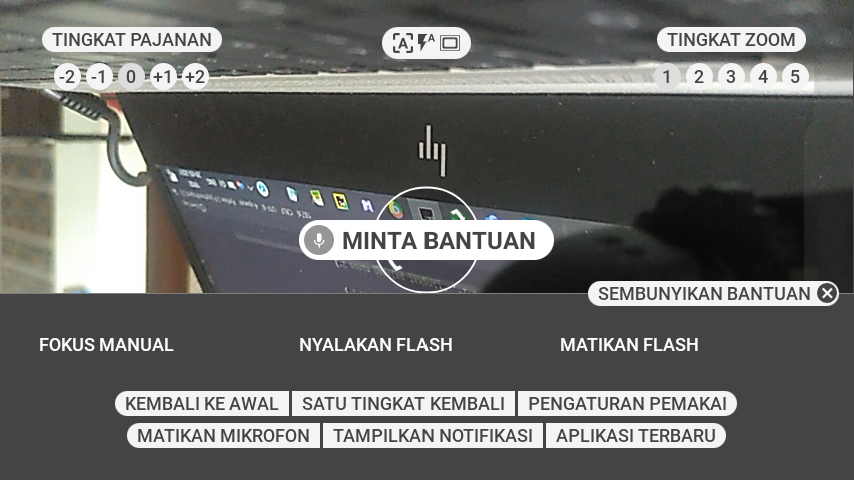 TINGKAT PAJANAN
TINGKAT ZOOM
-2 -1 0 +1 +2
1 2 3 4 5
MINTA BANTUAN
SEMBUNYIKAN BANTUAN
FOKUS MANUAL NYALAKAN FLASH MATIKAN FLASH
KEMBALI KE AWAL SATU TINGKAT KEMBALI PENGATURAN PEMAKAI
MATIKAN MIKROFON TAMPILKAN NOTIFIKASI APLIKASI TERBARU